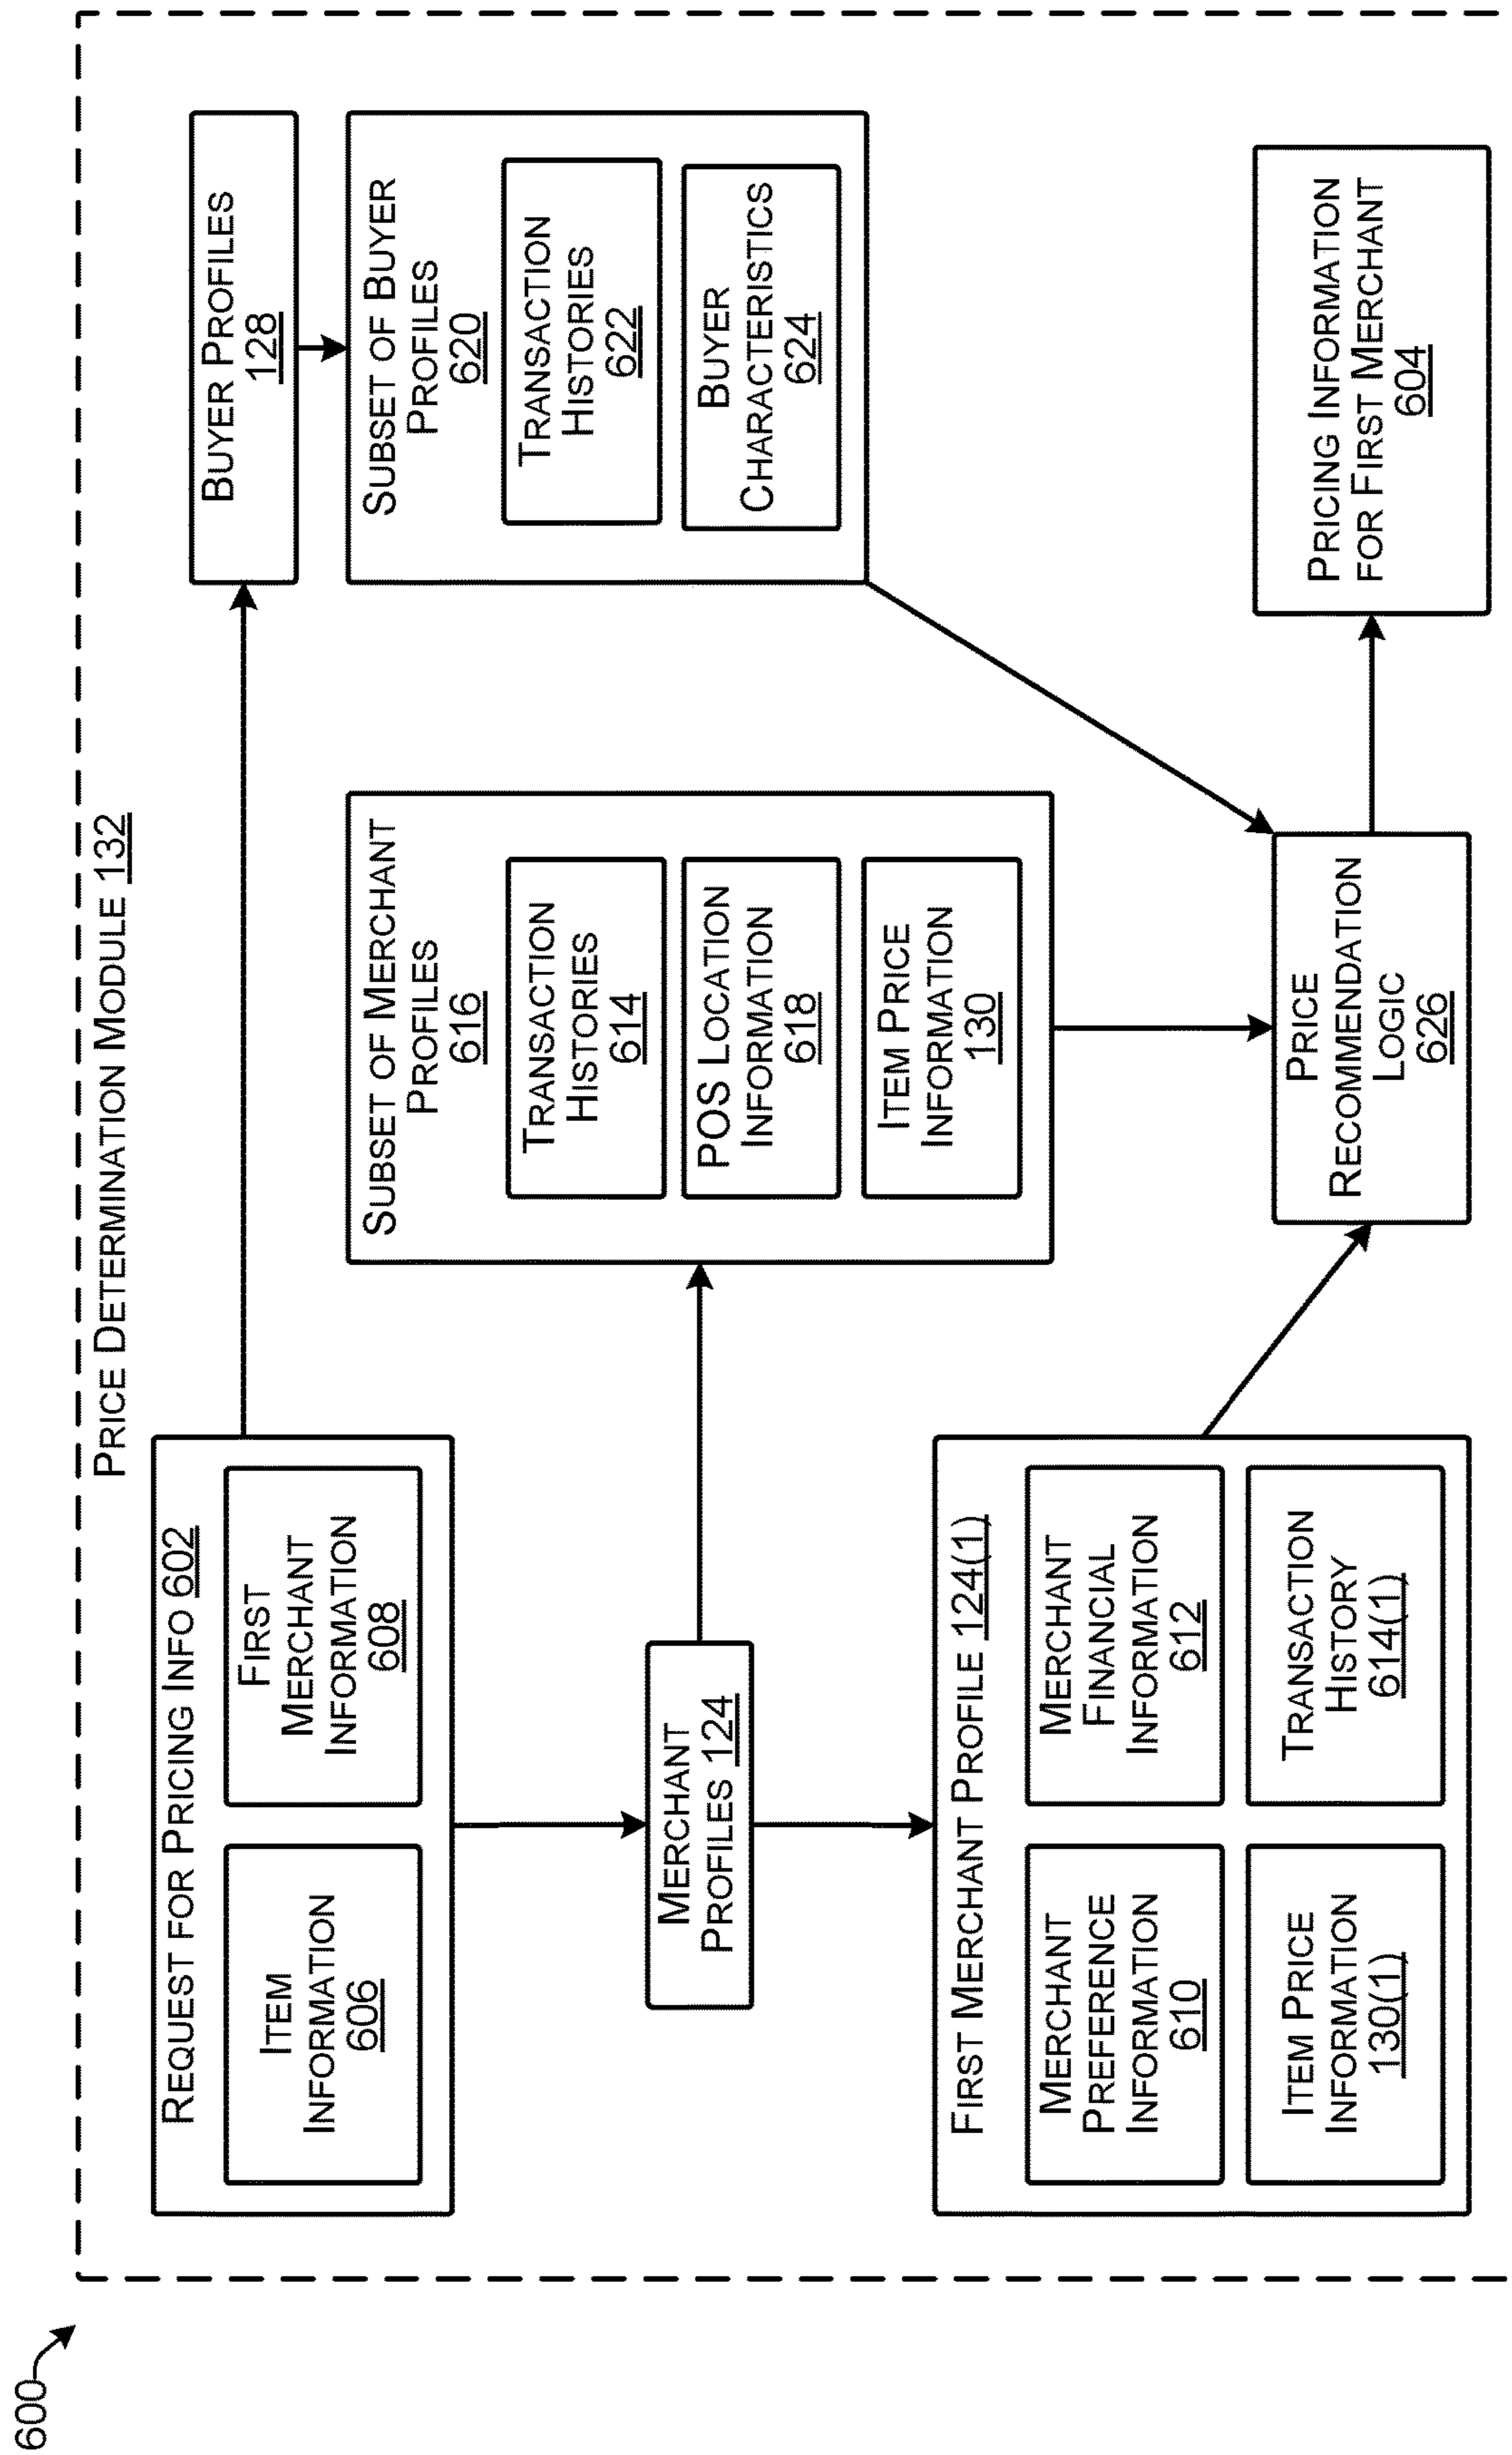 600
PRICE DETERMINATION MODULE 132
REQUEST FOR PRICING INFO 602
ITEM
INFORMATION
606
FIRST
MERCHANT
INFORMATION
608
BUYER PROFILES
128
SUBSET OF BUYER
PROFILES
620
TRANSACTION
HISTORIES
622
BUYER
CHARACTERISTICS
624
MERCHANT
PROFILES 124
SUBSET OF MERCHANT
PROFILES
616
TRANSACTION
HISTORIES
614
POS LOCATION
INFORMATION
618
ITEM PRICE
INFORMATION
130
FIRST MERCHANT PROFILE 124(1)
MERCHANT
PREFERENCE
INFORMATION
610
MERCHANT
FINANCIAL
INFORMATION
612
ITEM PRICE
INFORMATION
130(1)
TRANSACTION
HISTORY
614(1)
PRICE
RECOMMENDATION
LOGIC
626
PRICING INFORMATION
FOR FIRST MERCHANT
604